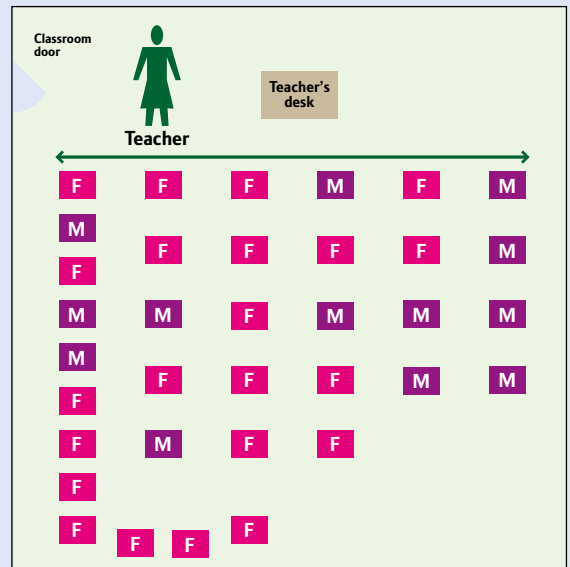 Classroom
door
Teacher's
desk
Teacher
F F F M F M
M
F F F F M
F
M M F M M M
M
F F F M M
F
F M F F
F
F F F F